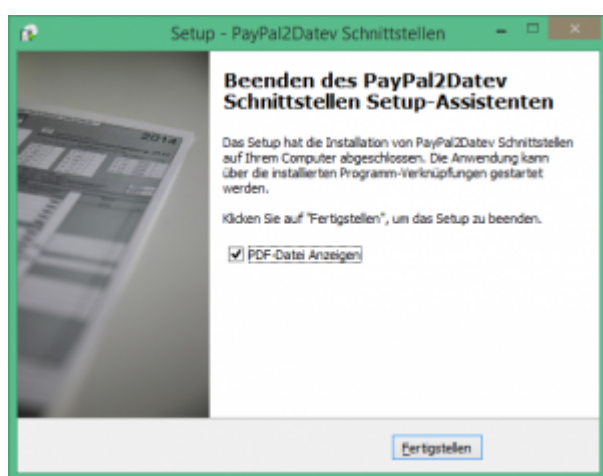 Setup - PayPal2Datev Schnittstellen
Beenden des PayPal2Datev
Schnittstellen Setup-Assistenten
Das Setup hat die Installation von PayPal2Datev Schnittstellen
auf Ihrem Computer abgeschlossen. Die Anwendung kann
über die installierten Programm-Verknüpfungen gestartet
werden.
Klicken Sie auf "Fertigstellen", um das Setup zu beenden.
PDF-Datei Anzeigen
2014
Fertigstellen